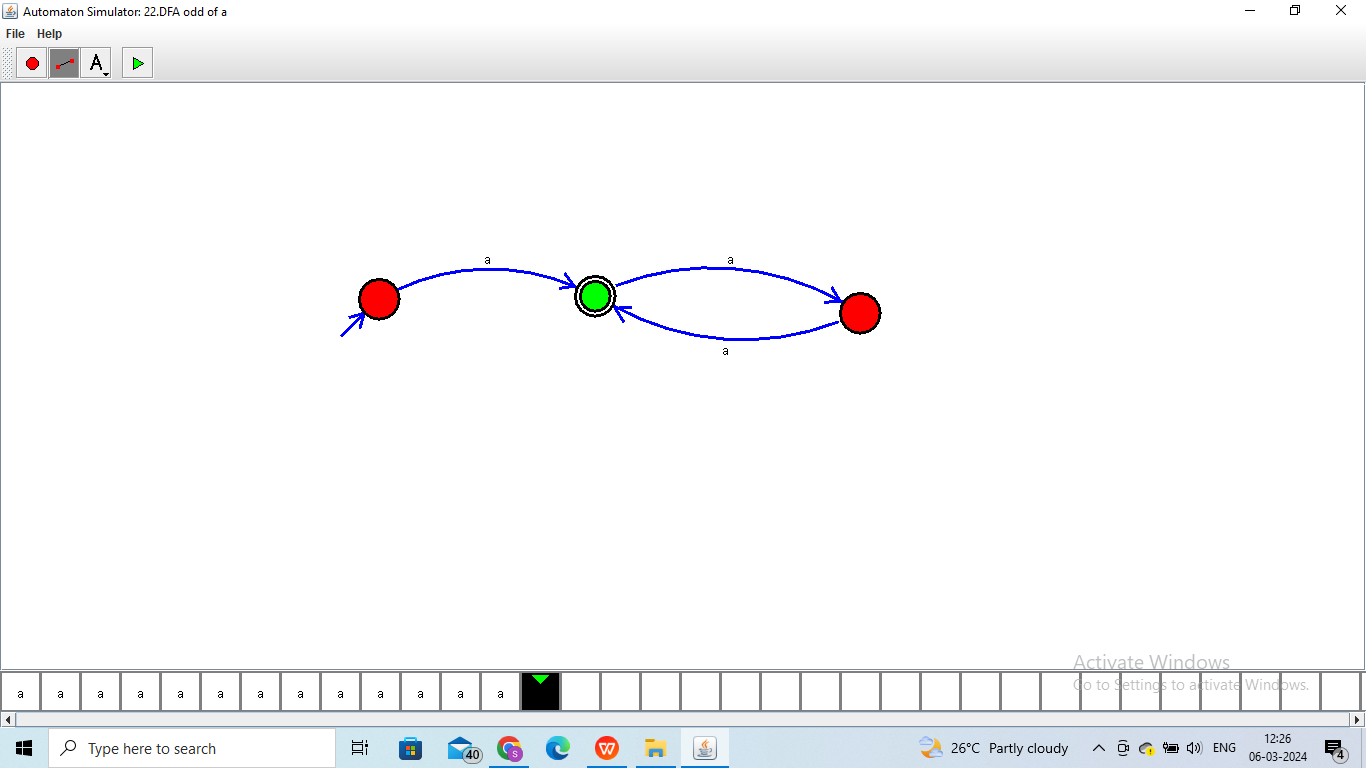 Automaton Simulator: 22.DFA odd of a
File Help
A
a a
a
Activate Windows
Go to Settings to activate Windows.
a a a a a a a a a a a a a
Type here to search
40
S
W
26°C Partly cloudy
ENG
12:26
06-03-2024
4